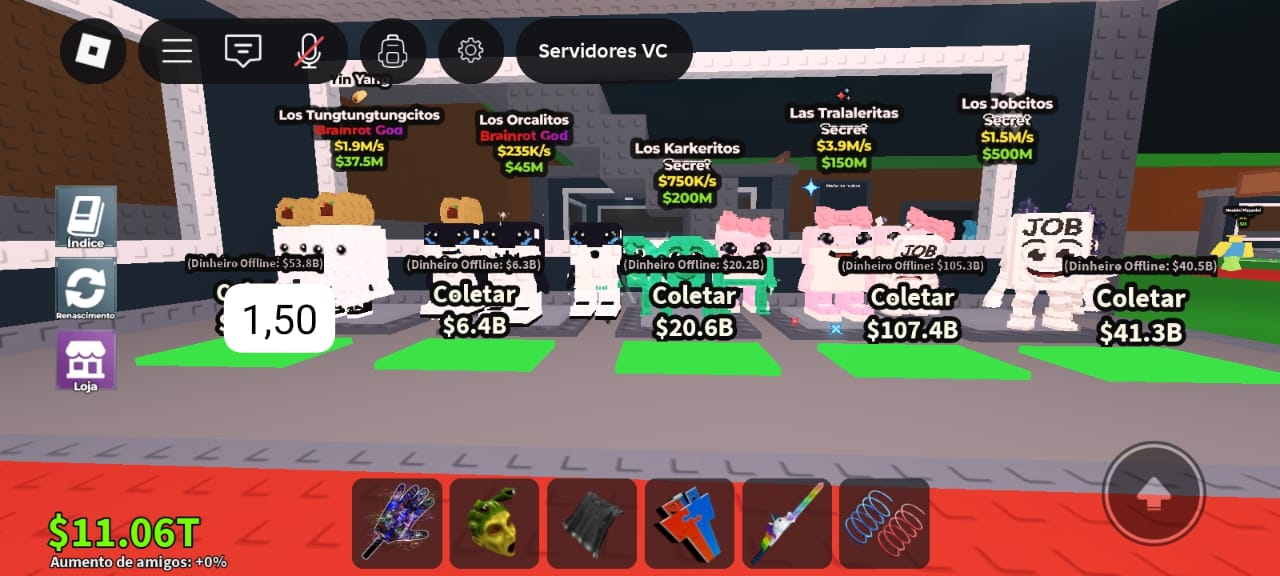 Servidores VC
Yin Yang
Los Tungtungtungcitos
Brainrot God
$1.9M/s
$37.5M
Los Orcalitos
Brainrot God
$235K/s
$45M
Los Karkeritos
Secret
$750K/s
$200M
Las Tralaleritas
Secret
$3.9M/s
$150M
Los Jobcitos
Secret
$1.5M/s
$500M
Índice
Renascimento
Loja
JOB
JOB
(Dinheiro Offline: $53.8B)
1,50
(Dinheiro Offline: $6.3B)
Coletar
$6.4B
(Dinheiro Offline: $20.2B)
Coletar
$20.6B
(Dinheiro Offline: $105.3B)
Coletar
$107.4B
(Dinheiro Offline: $40.5B)
Coletar
$41.3B
$11.06T
Aumento de amigos: +0%